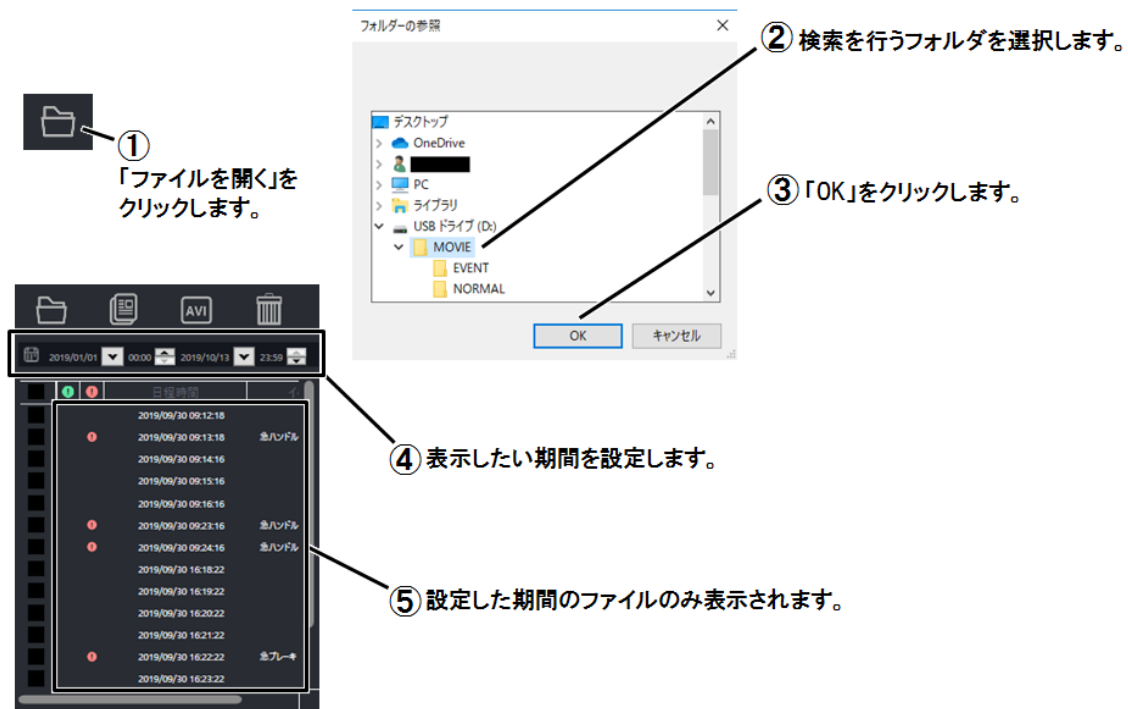 フォルダーの参照
②検索を行うフォルダを選択します。
①
「ファイルを開く」を
クリックします。
デスクトップ
OneDrive
PC
ライブラリ
USB ドライブ (D:)
MOVIE
EVENT
NORMAL
③「OK」をクリックします。
OK キャンセル
AVI
2019/01/01 00:00 2019/10/13 23:59
日程時間
2019/09/30 09:12:18
2019/09/30 09:13:18 急ハンドル
2019/09/30 09:14:16
2019/09/30 09:15:16
2019/09/30 09:16:16
2019/09/30 09:23:16 急ハンドル
2019/09/30 09:24:16 急ハンドル
2019/09/30 16:18:22
2019/09/30 16:19:22
2019/09/30 16:20:22
2019/09/30 16:21:22
2019/09/30 16:22:22 急ブレーキ
2019/09/30 16:23:22
④表示したい期間を設定します。
⑤設定した期間のファイルのみ表示されます。